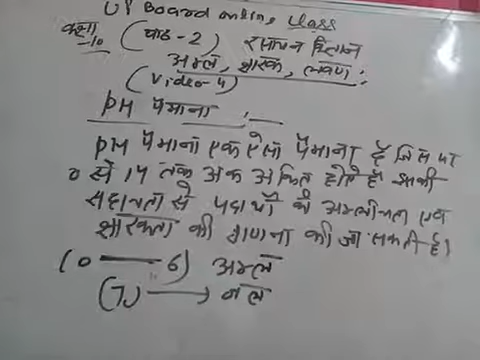 UP Board online class
कक्षा-10 (पाठ-2) रसायन विज्ञान
अम्ल, क्षारक, लवण :
(Video-4)
PH पैमाना :—
PH पैमाना एक ऐसा पैमाना है जिस पर
0 से 14 तक अंक अंकित होते हैं
सहायता से पदार्थों की अम्लीयता एवं
क्षारकता की गणना की जा सकती है।
(0 — 6) अम्ल
(7) → जल